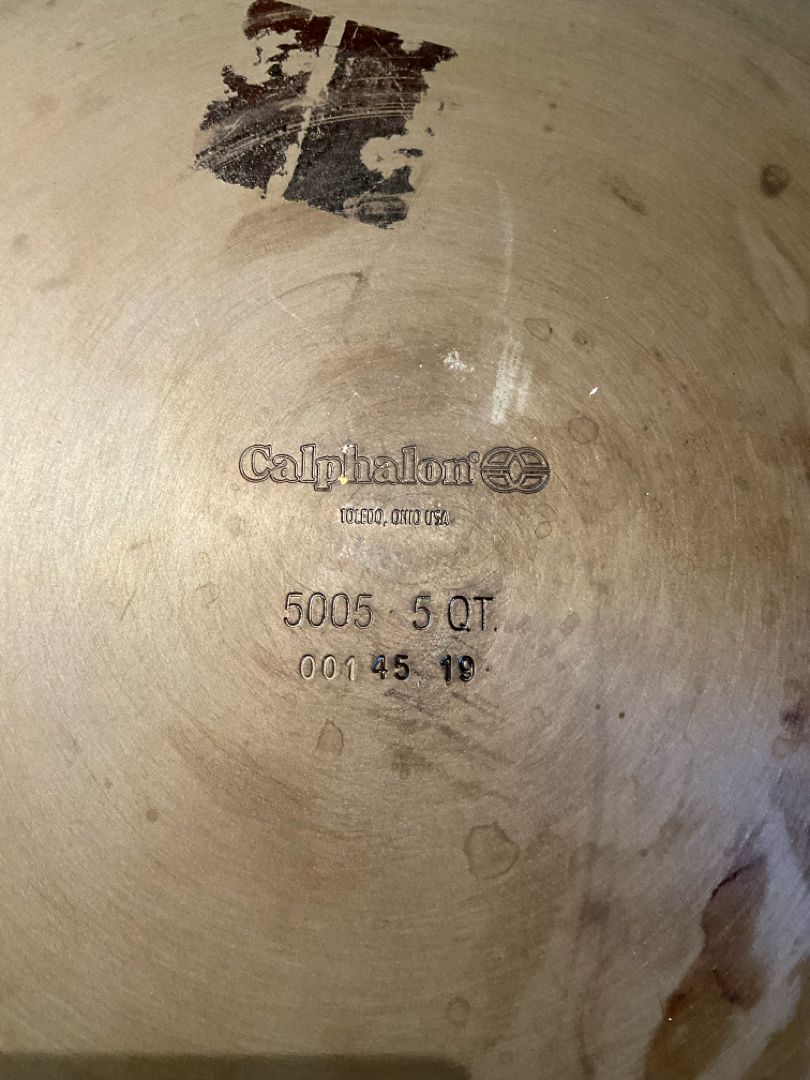 Calphalon®
TOLEDO, OHIO USA
5005 · 5 QT.
001 45 19